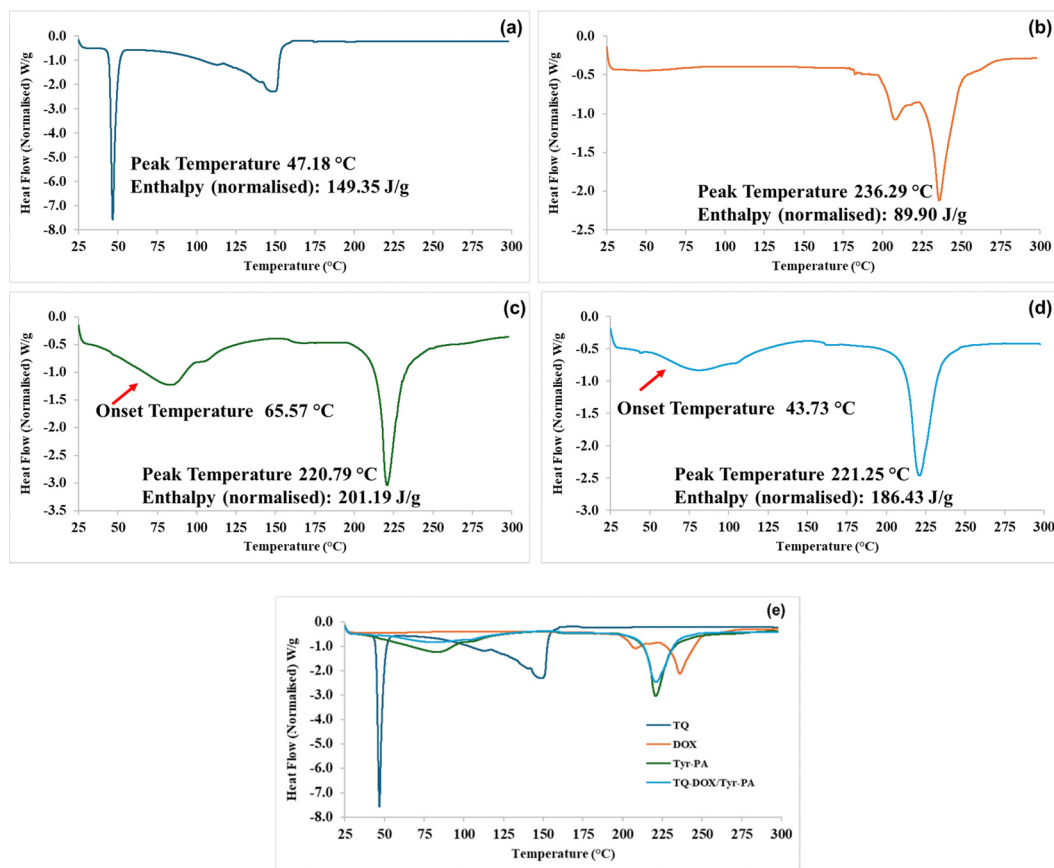 (a)
Heat Flow (Normalised) W/g
0.0
-1.0
-2.0
-3.0
-4.0
-5.0
-6.0
-7.0
-8.0
Peak Temperature 47.18 °C
Enthalpy (normalised): 149.35 J/g
25 50 75 100 125 150 175 200 225 250 275 300
Temperature (°C)
(b)
Heat Flow (Normalised) W/g
0.0
-0.5
-1.0
-1.5
-2.0
-2.5
Peak Temperature 236.29 °C
Enthalpy (normalised): 89.90 J/g
25 50 75 100 125 150 175 200 225 250 275 300
Temperature (°C)
(c)
Heat Flow (Normalised) W/g
0.0
-0.5
-1.0
-1.5
-2.0
-2.5
-3.0
-3.5
Onset Temperature 65.57 °C
Peak Temperature 220.79 °C
Enthalpy (normalised): 201.19 J/g
25 50 75 100 125 150 175 200 225 250 275 300
Temperature (°C)
(d)
Heat Flow (Normalised) W/g
0.0
-0.5
-1.0
-1.5
-2.0
-2.5
-3.0
Onset Temperature 43.73 °C
Peak Temperature 221.25 °C
Enthalpy (normalised): 186.43 J/g
25 50 75 100 125 150 175 200 225 250 275 300
Temperature (°C)
(e)
Heat Flow (Normalised) W/g
0.0
-1.0
-2.0
-3.0
-4.0
-5.0
-6.0
-7.0
-8.0
TQ
DOX
Tyr-PA
TQ-DOX/Tyr-PA
25 50 75 100 125 150 175 200 225 250 275 300
Temperature (°C)